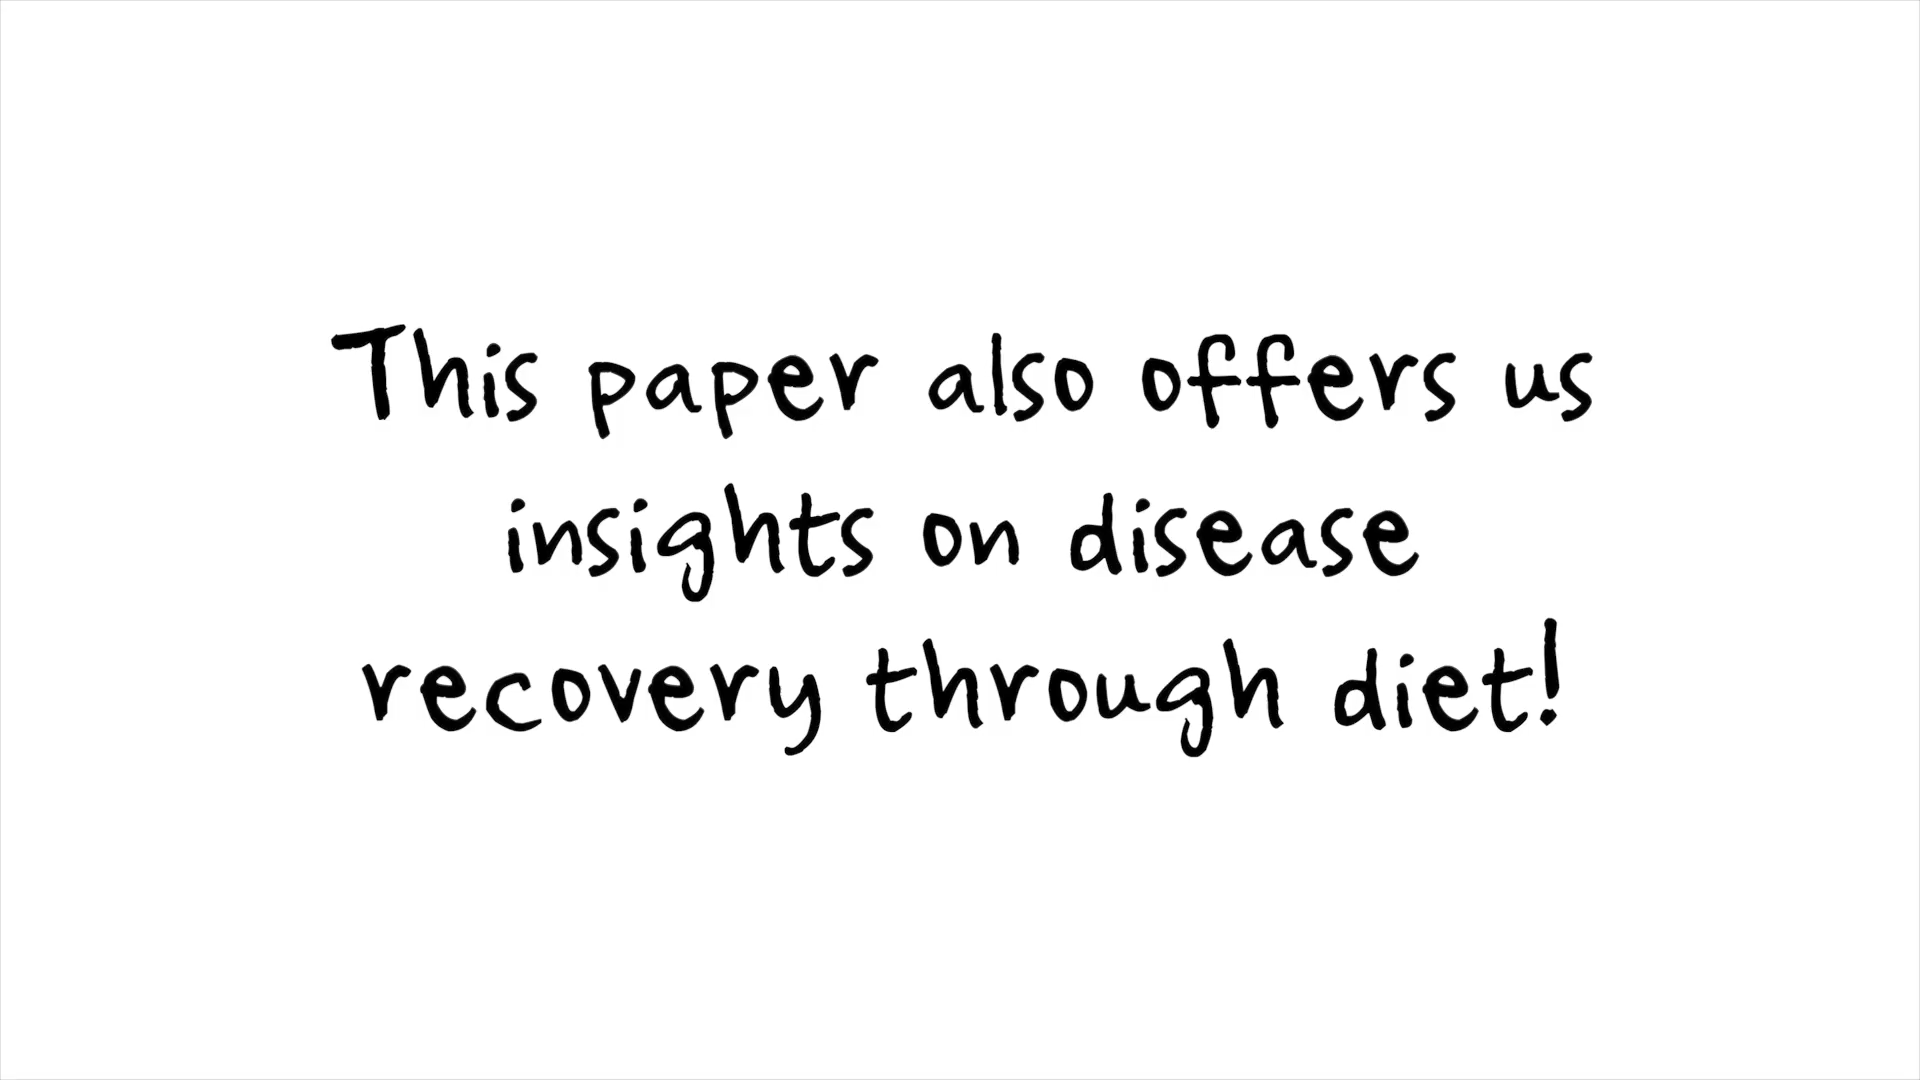 This paper also offers us
insights on disease
recovery through diet!